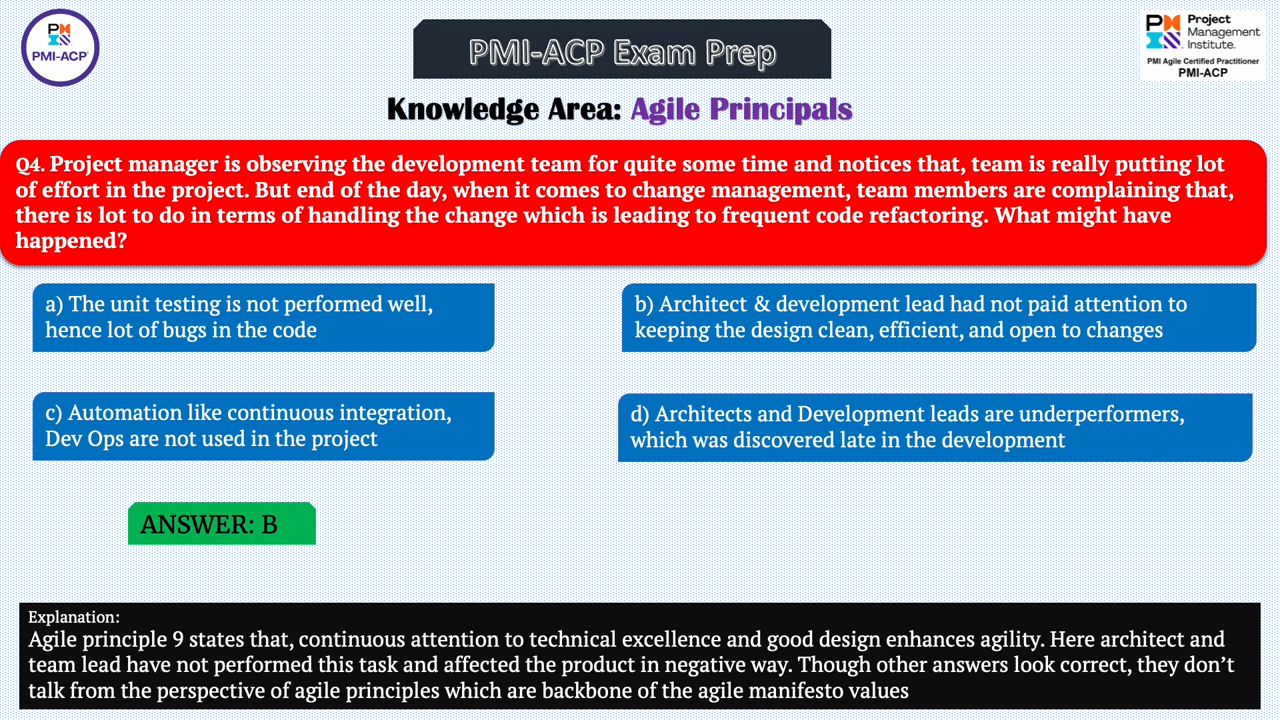 PMI-ACP
PMI-ACP Exam Prep
Project
Management
Institute.
PMI Agile Certified Practitioner
PMI-ACP
Knowledge Area: Agile Principals
Q4. Project manager is observing the development team for quite some time and notices that, team is really putting lot
of effort in the project. But end of the day, when it comes to change management, team members are complaining that,
there is lot to do in terms of handling the change which is leading to frequent code refactoring. What might have
happened?
a) The unit testing is not performed well,
hence lot of bugs in the code
b) Architect & development lead had not paid attention to
keeping the design clean, efficient, and open to changes
c) Automation like continuous integration,
Dev Ops are not used in the project
d) Architects and Development leads are underperformers,
which was discovered late in the development
ANSWER: B
Explanation:
Agile principle 9 states that, continuous attention to technical excellence and good design enhances agility. Here architect and
team lead have not performed this task and affected the product in negative way. Though other answers look correct, they don’t
talk from the perspective of agile principles which are backbone of the agile manifesto values